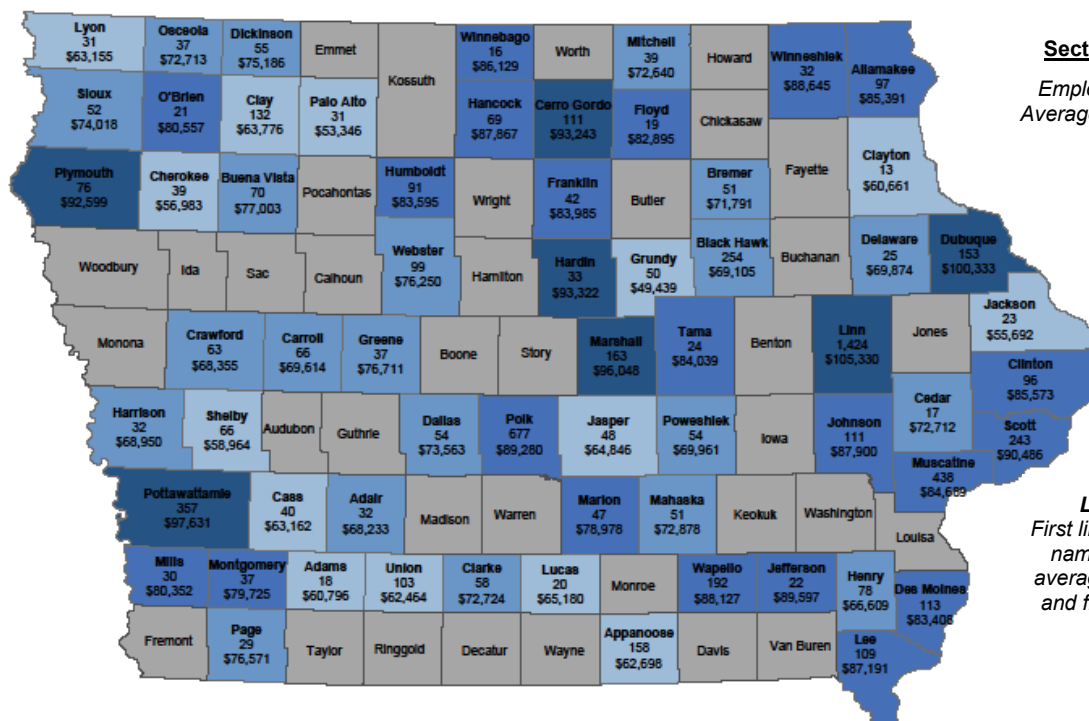 Lyon
31
$63,155
Osceola
37
$72,713
Dickinson
55
$75,186
Emmet
Kossuth
Winnebago
16
$86,129
Worth
Mitchell
39
$72,640
Howard
Winneshiek
32
$88,645
Allamakee
97
$85,391
Sect
Emplo
Average
Sioux
52
$74,018
O'Brien
21
$80,557
Clay
132
$63,776
Palo Alto
31
$53,346
Hancock
69
$87,867
Cerro Gordo
111
$93,243
Floyd
19
$82,895
Chickasaw
Plymouth
76
$92,599
Cherokee
39
$56,983
Buena Vista
70
$77,003
Pocahontas
Humboldt
91
$83,595
Wright
Franklin
42
$83,985
Butler
Bremer
51
$71,791
Fayette
Clayton
13
$60,661
Woodbury
Ida
Sac
Calhoun
Webster
99
$76,250
Hamilton
Hardin
33
$93,322
Grundy
50
$49,439
Black Hawk
254
$69,105
Buchanan
Delaware
25
$69,874
Dubuque
153
$100,333
Monona
Crawford
63
$68,355
Carroll
66
$69,614
Greene
37
$76,711
Boone
Story
Marshall
163
$96,048
Tama
24
$84,039
Benton
Linn
1,424
$105,330
Jones
Jackson
23
$55,692
Clinton
96
$85,573
Harrison
32
$68,950
Shelby
66
$58,964
Audubon
Guthrie
Dallas
54
$73,563
Polk
677
$89,280
Jasper
48
$64,846
Poweshiek
54
$69,961
Iowa
Johnson
111
$87,900
Cedar
17
$72,712
Scott
243
$90,486
Muscatine
438
$84,689
Pottawattamie
357
$97,631
Cass
40
$63,162
Adair
32
$68,233
Madison
Warren
Marion
47
$78,978
Mahaska
51
$72,878
Keokuk
Washington
Louisa
L
First li
nam
averag
and f
Mills
30
$80,352
Montgomery
37
$79,725
Adams
18
$60,796
Union
103
$62,464
Clarke
58
$72,724
Lucas
20
$65,180
Monroe
Wapello
192
$88,127
Jefferson
22
$89,597
Henry
78
$66,609
Des Moines
113
$83,408
Fremont
Page
29
$76,571
Taylor
Ringgold
Decatur
Wayne
Appanoose
158
$62,698
Davis
Van Buren
Lee
109
$87,191